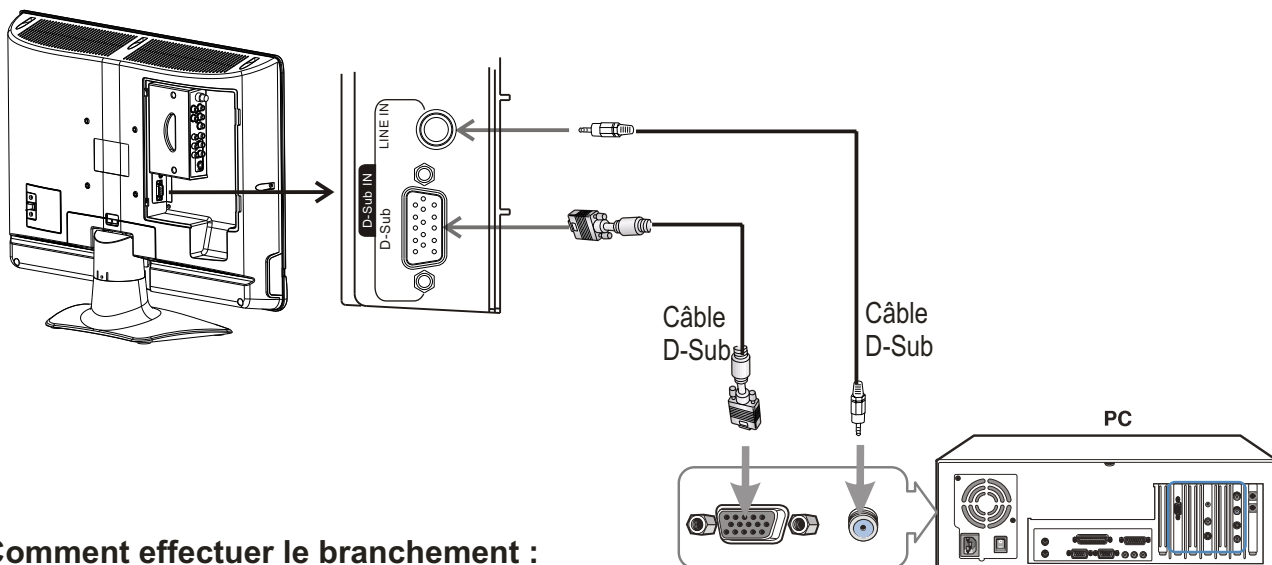 LINE IN
D-Sub IN
D-Sub
Câble
D-Sub
Câble
D-Sub
PC
Comment effectuer le branchement :